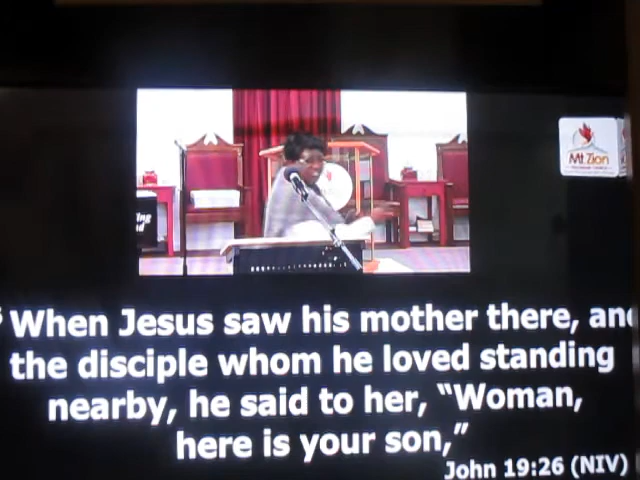 Mt. Zion
When Jesus saw his mother there, and
the disciple whom he loved standing
nearby, he said to her, “Woman,
here is your son,”
John 19:26 (NIV)